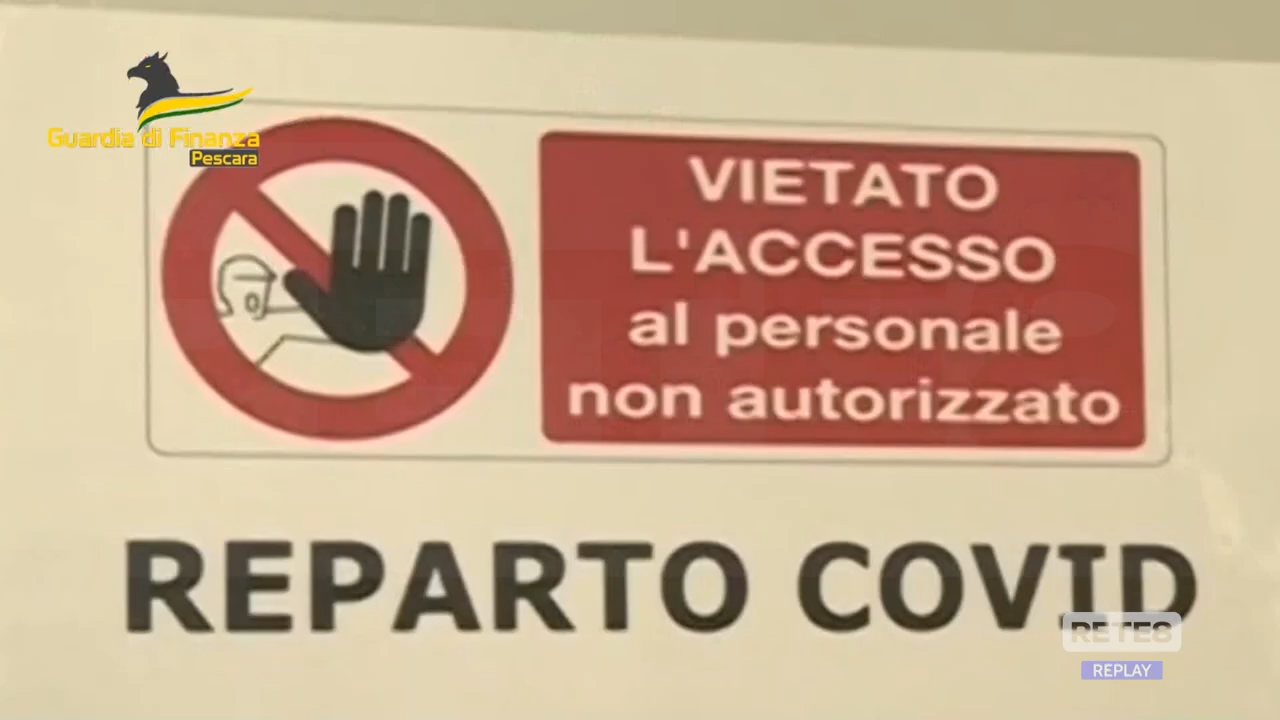 Guardia di Finanza
Pescara
VIETATO
L'ACCESSO
al personale
non autorizzato
REPARTO COVID
RETE8
REPLAY